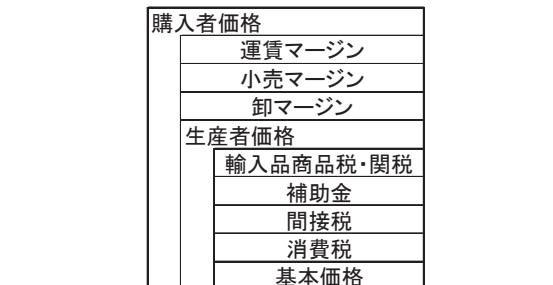 購入者価格
運賃マージン
小売マージン
卸マージン
生産者価格
輸入品商品税・関税
補助金
間接税
消費税
基本価格